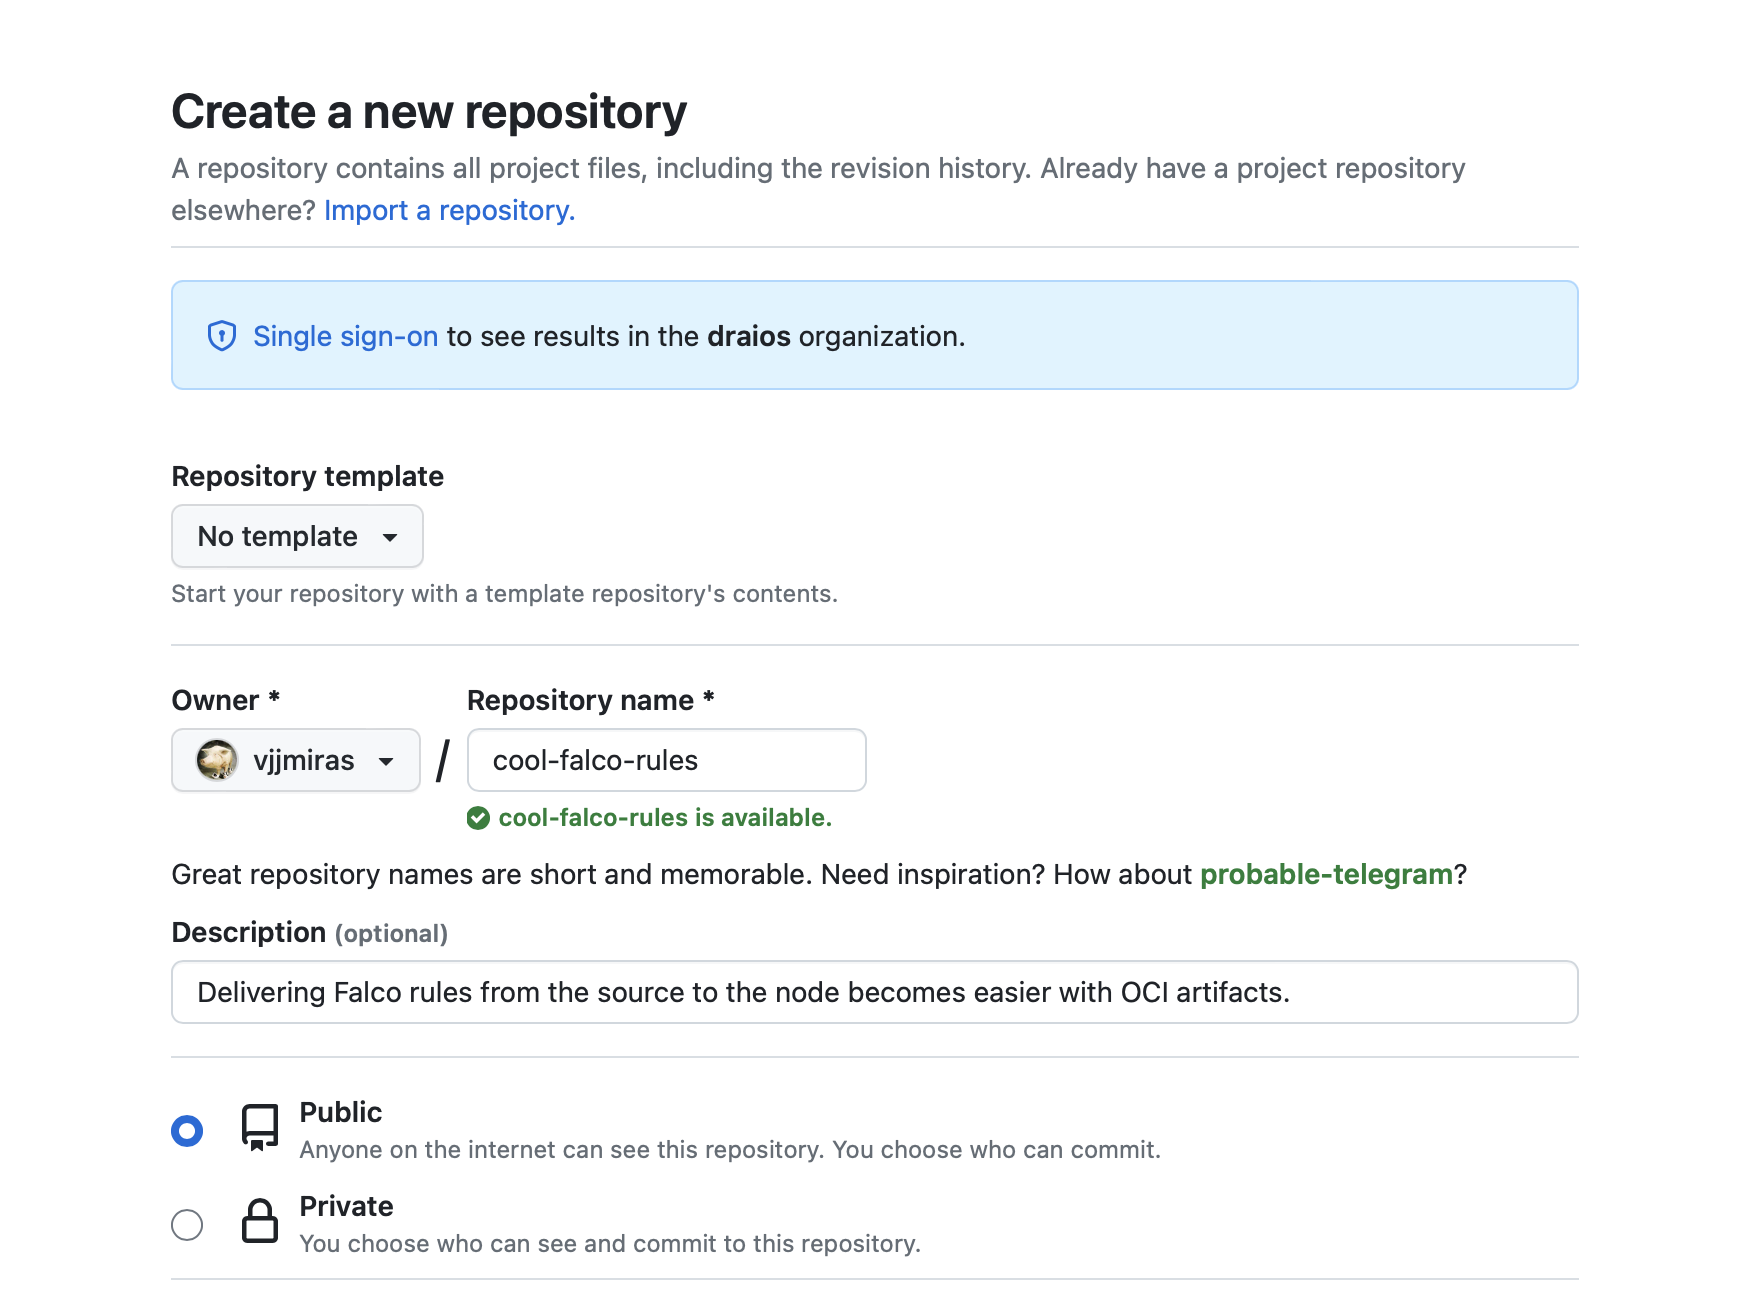 Create a new repository
A repository contains all project files, including the revision history. Already have a project repository
elsewhere? Import a repository.
Single sign-on to see results in the draios organization.
Repository template
No template
Start your repository with a template repository's contents.
Owner * Repository name *
vjjmiras / cool-falco-rules
cool-falco-rules is available.
Great repository names are short and memorable. Need inspiration? How about probable-telegram?
Description (optional)
Delivering Falco rules from the source to the node becomes easier with OCI artifacts.
Public
Anyone on the internet can see this repository. You choose who can commit.
Private
You choose who can see and commit to this repository.